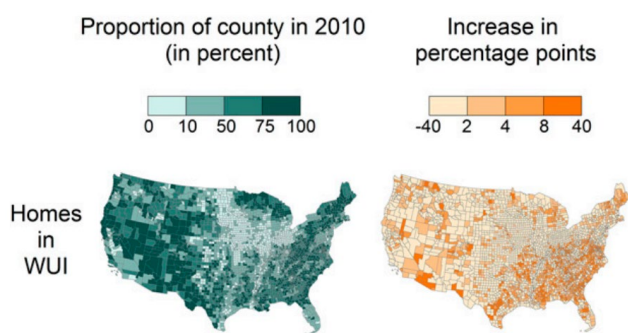 Proportion of county in 2010
(in percent)
0 10 50 75 100
Increase in
percentage points
-40 2 4 8 40
Homes
in
WUI